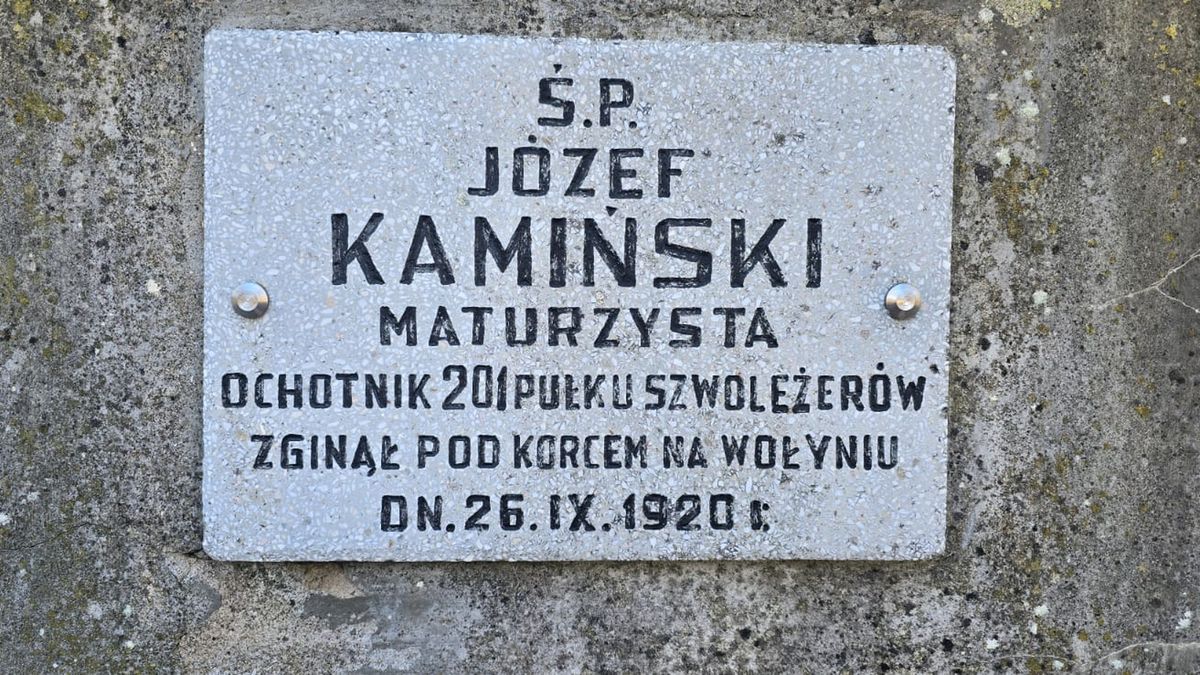 Ś.P.
JÓZEF
KAMIŃSKI
MATURZYSTA
OCHOTNIK 201 PUŁKU SZWOLEŻERÓW
ZGINĄŁ POD KORCEM NA WOŁYNIU
DN. 26. IX. 1920 r.